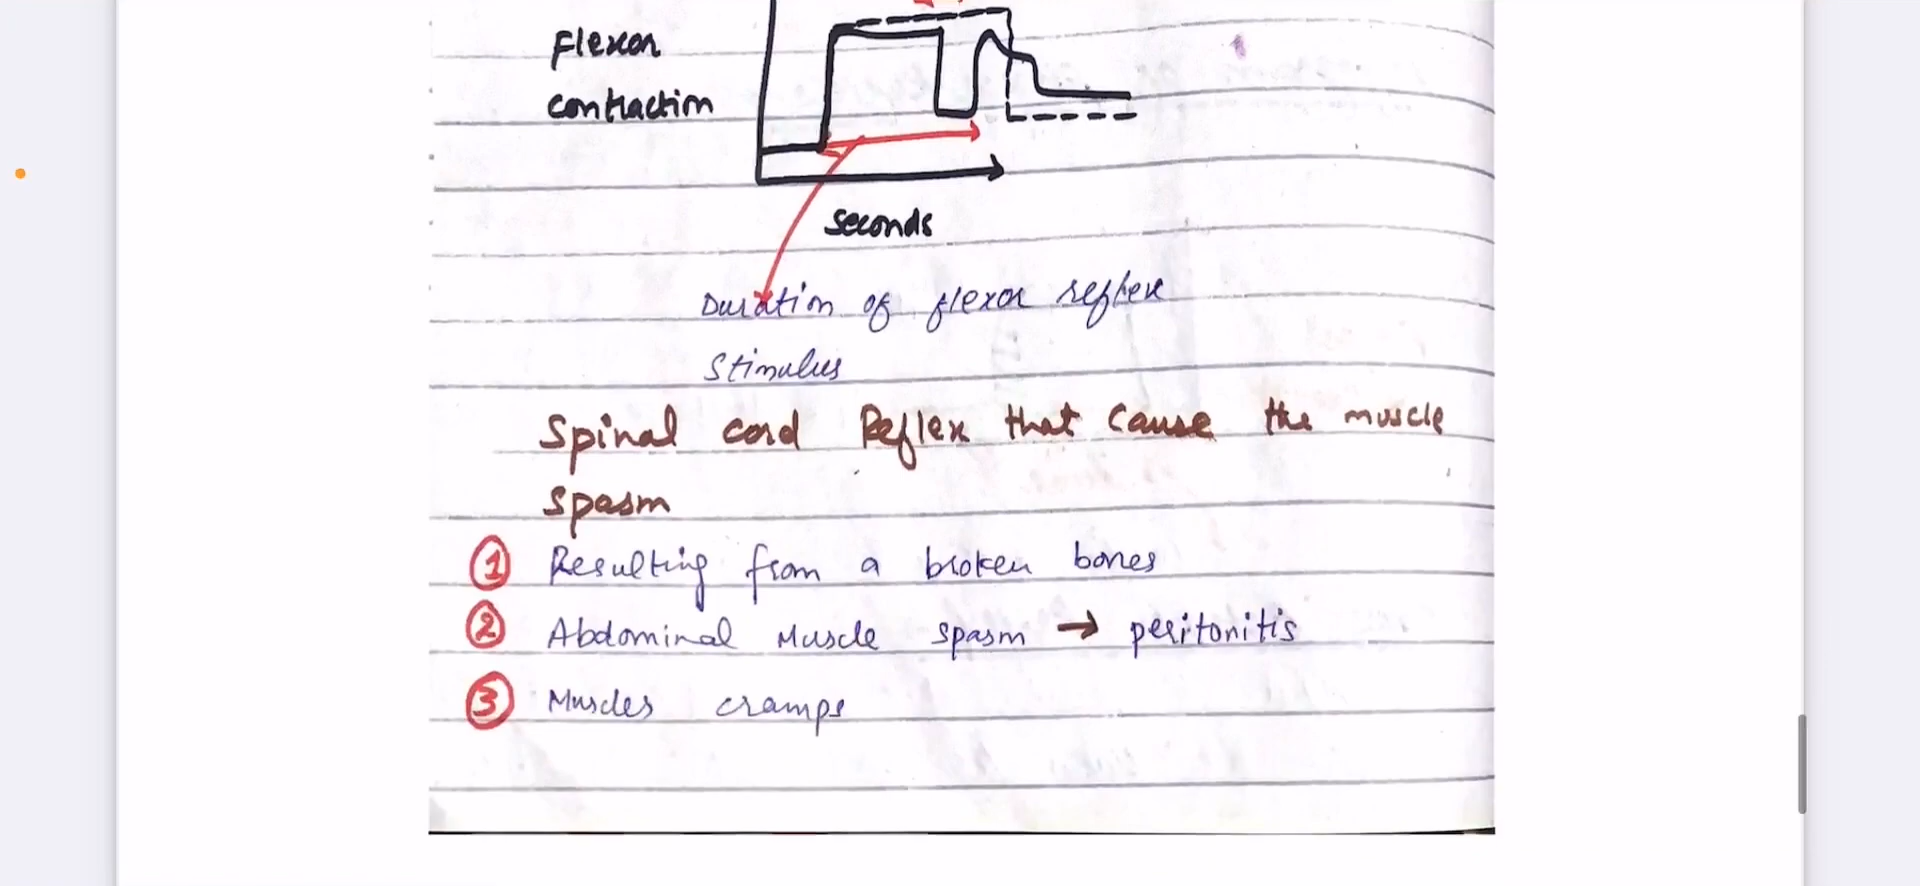 Flexor
contraction
seconds
Duration of flexor reflex
Stimulus
Spinal cord Reflex that cause the muscle
spasm
① Resulting from a broken bones
② Abdominal Muscle spasm → peritonitis
③ Muscles cramps